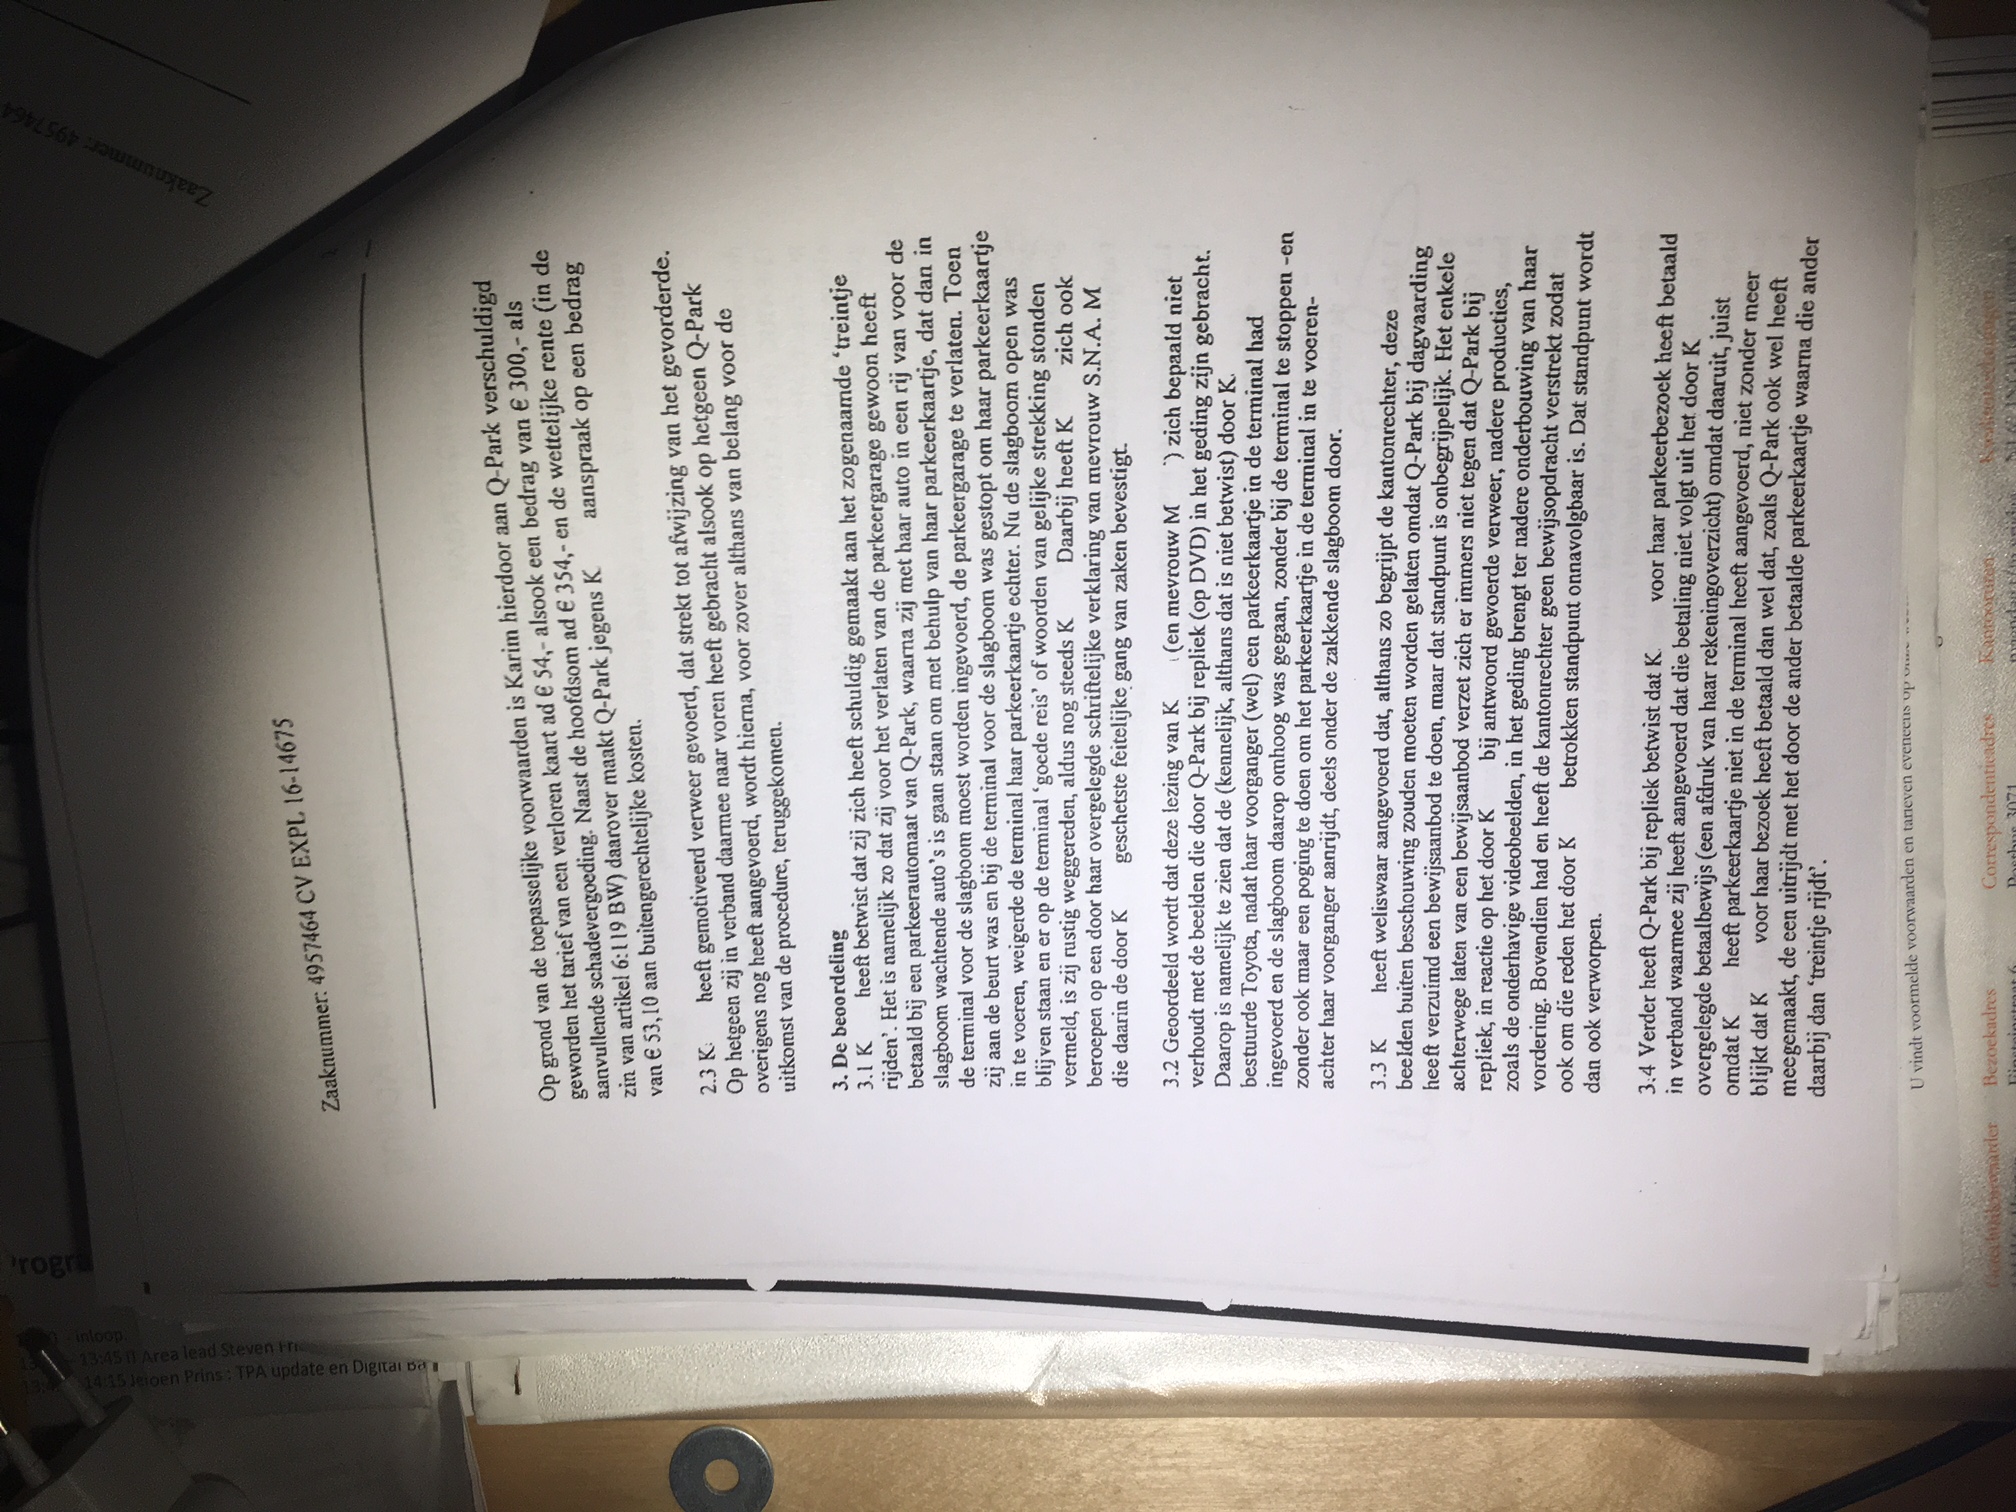 Zaaknummer: 4957464
inloop
13:45 Area lead Steven
14:15 Jeroen Prins: TPA update en Digital
Zaaknummer: 4957464 CV EXPL 16-14675
Op grond van de toepasselijke voorwaarden is Karim hierdoor aan Q-Park verschuldigd
geworden het tarief van een verloren kaart ad € 54,- alsook een bedrag van € 300,- als
aanvullende schadevergoeding. Naast de hoofdsom ad € 354,- en de wettelijke rente (in de
zin van artikel 6:119 BW) daarover maakt Q-Park jegens K aanspraak op een bedrag
van € 53,10 aan buitengerechtelijke kosten.
2.3 K heeft gemotiveerd verweer gevoerd, dat strekt tot afwijzing van het gevorderde.
Op hetgeen zij in verband daarmee naar voren heeft gebracht alsook op hetgeen Q-Park
overigens nog heeft aangevoerd, wordt hierna, voor zover althans van belang voor de
uitkomst van de procedure, teruggekomen.
3. De beoordeling
3.1 K heeft betwist dat zij zich heeft schuldig gemaakt aan het zogenaamde ‘treintje
rijden’. Het is namelijk zo dat zij voor het verlaten van de parkeergarage gewoon heeft
betaald bij een parkeerautomaat van Q-Park, waarna zij met haar auto in een rij van voor de
slagboom wachtende auto’s is gaan staan om met behulp van haar parkeerkaartje, dat dan in
de terminal voor de slagboom moest worden ingevoerd, de parkeergarage te verlaten. Toen
zij aan de beurt was en bij de terminal voor de slagboom was gestopt om haar parkeerkaartje
in te voeren, weigerde de terminal haar parkeerkaartje echter. Nu de slagboom open was
blijven staan en er op de terminal ‘goede reis’ of woorden van gelijke strekking stonden
vermeld, is zij rustig weggereden, aldus nog steeds K Daarbij heeft K zich ook
beroepen op een door haar overgelegde schriftelijke verklaring van mevrouw S.N.A. M
die daarin de door K geschetste feitelijke gang van zaken bevestigt.
3.2 Geoordeeld wordt dat deze lezing van K (en mevrouw M ) zich bepaald niet
verhoudt met de beelden die door Q-Park bij repliek (op DVD) in het geding zijn gebracht.
Daarop is namelijk te zien dat de (kennelijk, althans dat is niet betwist) door K.
bestuurde Toyota, nadat haar voorganger (wel) een parkeerkaartje in de terminal had
ingevoerd en de slagboom daarop omhoog was gegaan, zonder bij de terminal te stoppen -en
zonder ook maar een poging te doen om het parkeerkaartje in de terminal in te voeren-
achter haar voorganger aanrijdt, deels onder de zakkende slagboom door.
3.3 K heeft weliswaar aangevoerd dat, althans zo begrijpt de kantonrechter, deze
beelden buiten beschouwing zouden moeten worden gelaten omdat Q-Park bij dagvaarding
heeft verzuimd een bewijsaanbod te doen, maar dat standpunt is onbegrijpelijk. Het enkele
achterwege laten van een bewijsaanbod verzet zich er immers niet tegen dat Q-Park bij
repliek, in reactie op het door K bij antwoord gevoerde verweer, nadere producties,
zoals de onderhavige videobeelden, in het geding brengt ter nadere onderbouwing van haar
vordering. Bovendien had en heeft de kantonrechter geen bewijsopdracht verstrekt zodat
ook om die reden het door K betrokken standpunt onnavolgbaar is. Dat standpunt wordt
dan ook verworpen.
3.4 Verder heeft Q-Park bij repliek betwist dat K. voor haar parkeerbezoek heeft betaald
in verband waarmee zij heeft aangevoerd dat die betaling niet volgt uit het door K
overgelegde betaalbewijs (een afdruk van haar rekeningoverzicht) omdat daaruit, juist
omdat K heeft parkeerkaartje niet in de terminal heeft aangevoerd, niet zonder meer
blijkt dat K voor haar bezoek heeft betaald dan wel dat, zoals Q-Park ook wel heeft
meegemaakt, de een uitrijdt met het door de ander betaalde parkeerkaartje waarna die ander
daarbij dan ‘treintje rijdt’.
U vindt voormelde voorwaarden en tarieven eveneens op
Bezoekadres
Correspondentieadres
Kantooruren
Postbus 3071